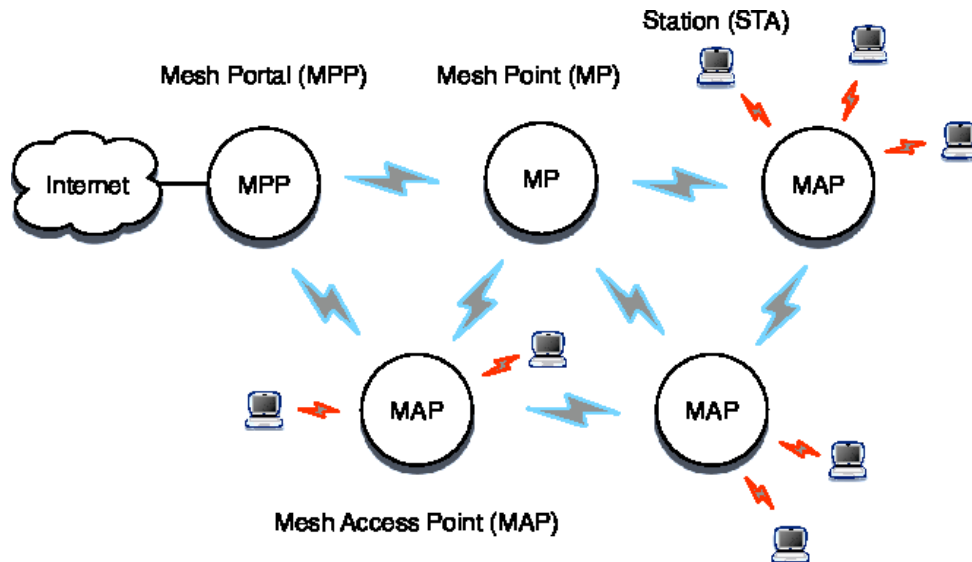 Station (STA)
Mesh Portal (MPP)
Mesh Point (MP)
Internet
MPP
MP
MAP
MAP
MAP
Mesh Access Point (MAP)